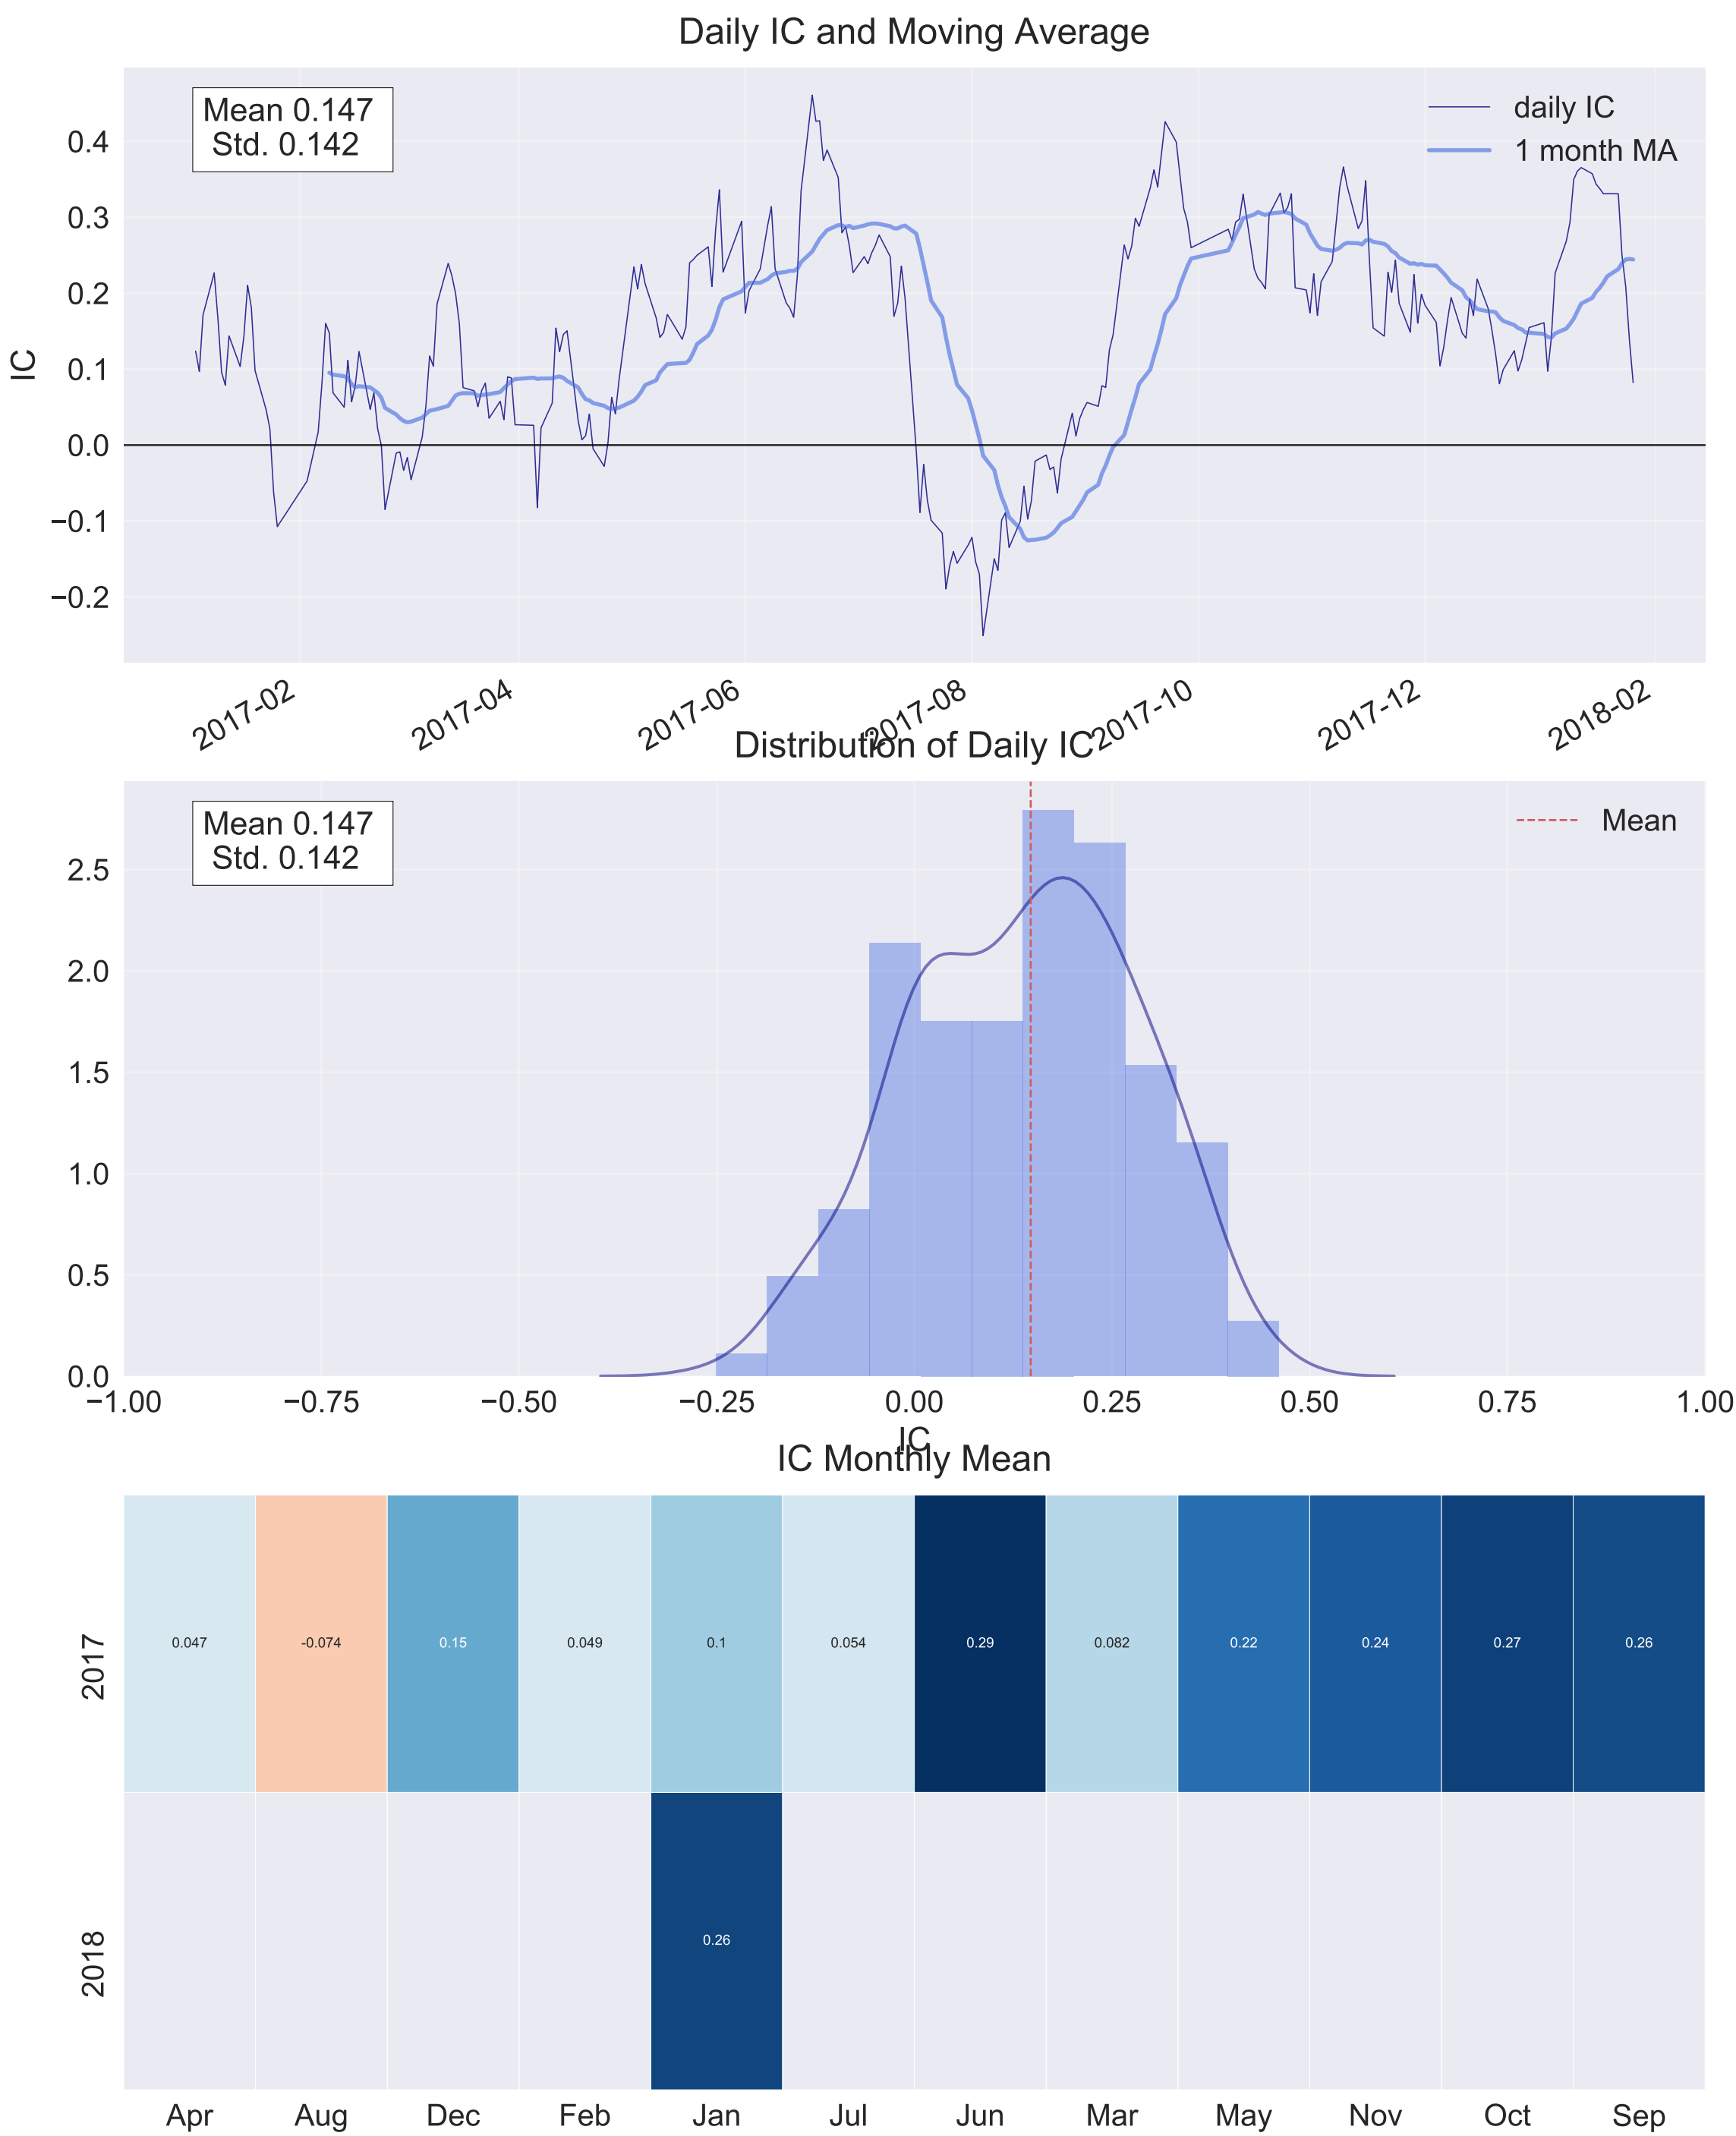 Daily IC and Moving Average
Mean 0.147
Std. 0.142
daily IC
1 month MA
IC
0.4
0.3
0.2
0.1
0.0
−0.1
−0.2
2017-02 2017-04 2017-06 2017-08 2017-10 2017-12 2018-02
Distribution of Daily IC
Mean 0.147
Std. 0.142
Mean
2.5
2.0
1.5
1.0
0.5
0.0
−1.00 −0.75 −0.50 −0.25 0.00 0.25 0.50 0.75 1.00
IC
IC Monthly Mean
2017
0.047 -0.074 0.15 0.049 0.1 0.054 0.29 0.082 0.22 0.24 0.27 0.26
2018
0.26
Apr Aug Dec Feb Jan Jul Jun Mar May Nov Oct Sep